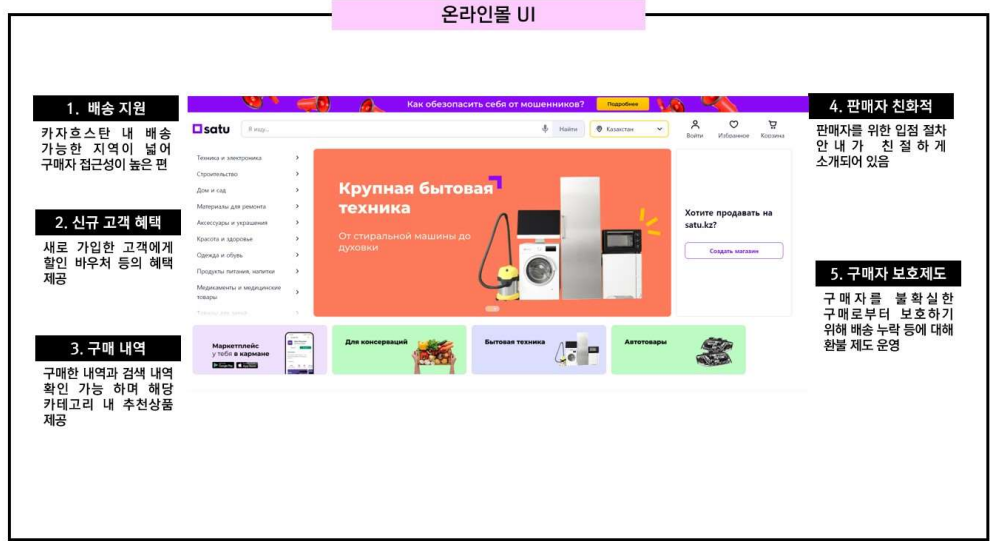 온라인몰 UI
1. 배송 지원
카자흐스탄 내 배송
가능한 지역이 넓어
구매자 접근성이 높은 편
2. 신규 고객 혜택
새로 가입한 고객에게
할인 바우처 등의 혜택
제공
3. 구매 내역
구매한 내역과 검색 내역
확인 가능 하며 해당
카테고리 내 추천상품
제공
Как обезопасить себя от мошенников?
Подробнее
satu
Я ищу...
Найти
Казахстан
Войти
Избранное
Корзина
Техника и электроника
Строительство
Дом и сад
Материалы для ремонта
Аксессуары и украшения
Красота и здоровье
Одежда и обувь
Продукты питания, напитки
Медикаменты и медицинские
товары
Крупная бытовая
техника
От стиральной машины до
духовки
Хотите продавать на
satu.kz?
Создать магазин
Маркетплейс
у тебя в кармане
Для консерваций
Бытовая техника
Автотовары
4. 판매자 친화적
판매자를 위한 입점 절차
안내가 친절하게
소개되어 있음
5. 구매자 보호제도
구매자를 불확실한
구매로부터 보호하기
위해 배송 누락 등에 대해
환불 제도 운영